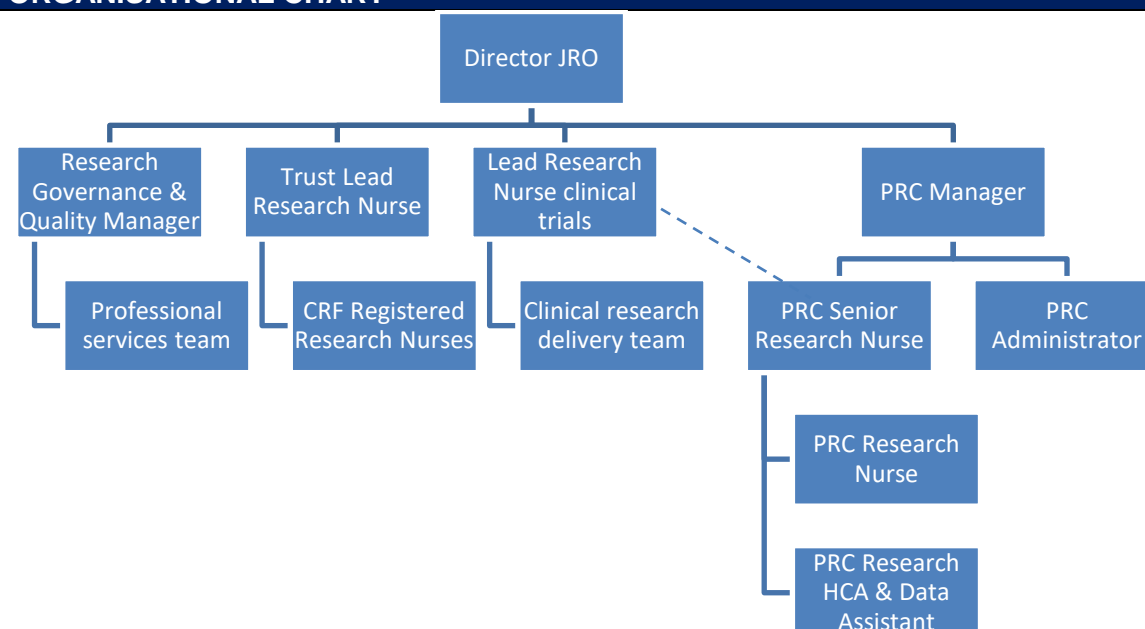 ORGANISATIONAL CHART
Director JRO
Research
Governance &
Quality Manager
Trust Lead
Research Nurse
Lead Research
Nurse clinical
trials
PRC Manager
Professional
services team
CRF Registered
Research Nurses
Clinical research
delivery team
PRC Senior
Research Nurse
PRC
Administrator
PRC Research
Nurse
PRC Research
HCA & Data
Assistant